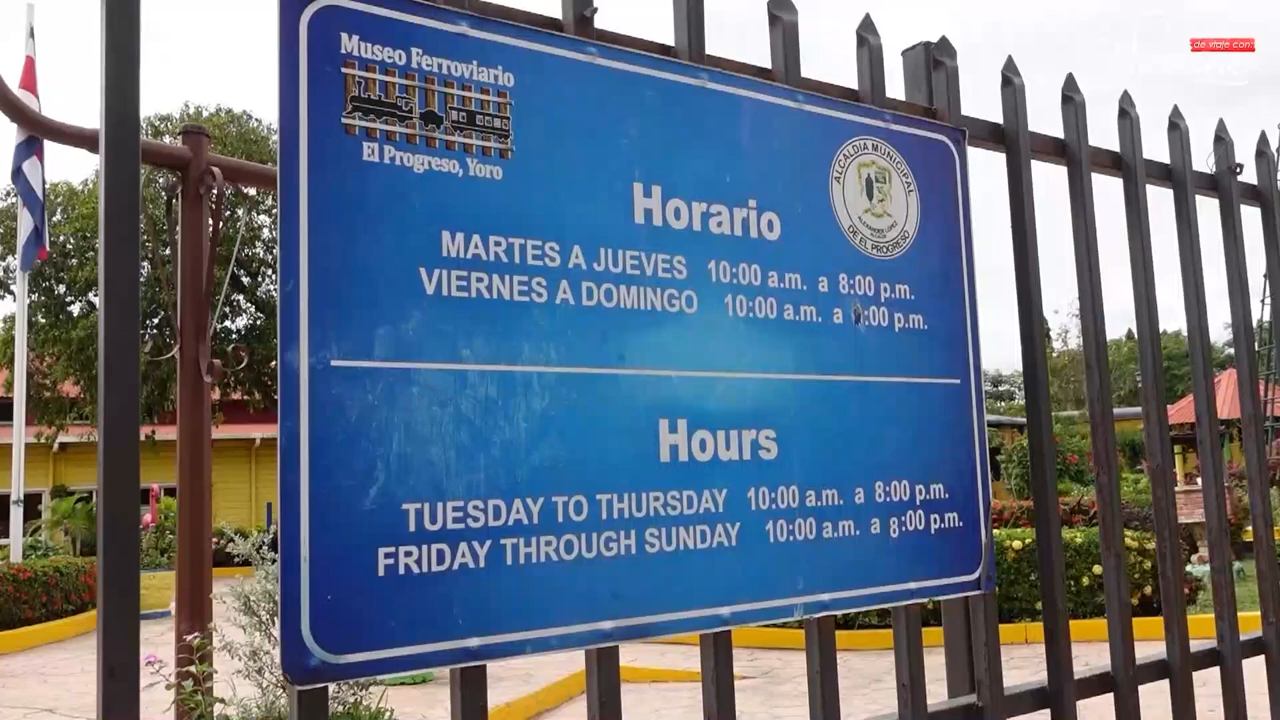 Museo Ferroviario
El Progreso, Yoro
ALCALDIA MUNICIPAL
DE EL PROGRESO
Horario
MARTES A JUEVES 10:00 a.m. a 8:00 p.m.
VIERNES A DOMINGO 10:00 a.m. a :00 p.m.
Hours
TUESDAY TO THURSDAY 10:00 a.m. a 8:00 p.m.
FRIDAY THROUGH SUNDAY 10:00 a.m. a 8:00 p.m.
de viaje con: